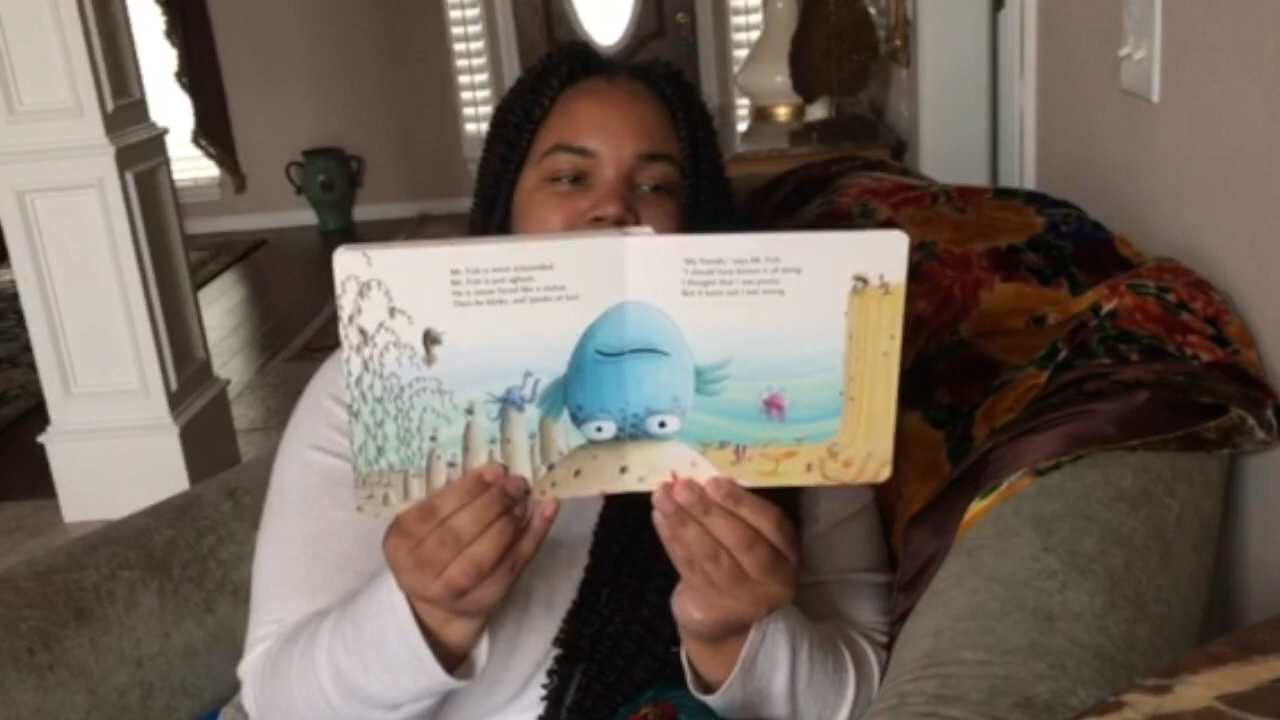 Mr. Fish is most astounded.
Mr. Fish is just aghast.
He is stone-faced like a statue.
Then he blinks, and speaks at last.
"My friends," says Mr. Fish,
"I should have known it all along.
I thought that I was pouty.
But it turns out I was wrong.